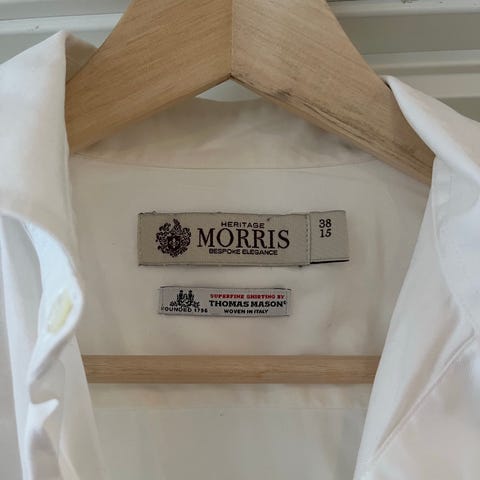 HERITAGE
MORRIS
BESPOKE ELEGANCE
38
15
SUPERFINE SHIRTING BY
THOMAS MASON®
WOVEN IN ITALY
FOUNDED 1796